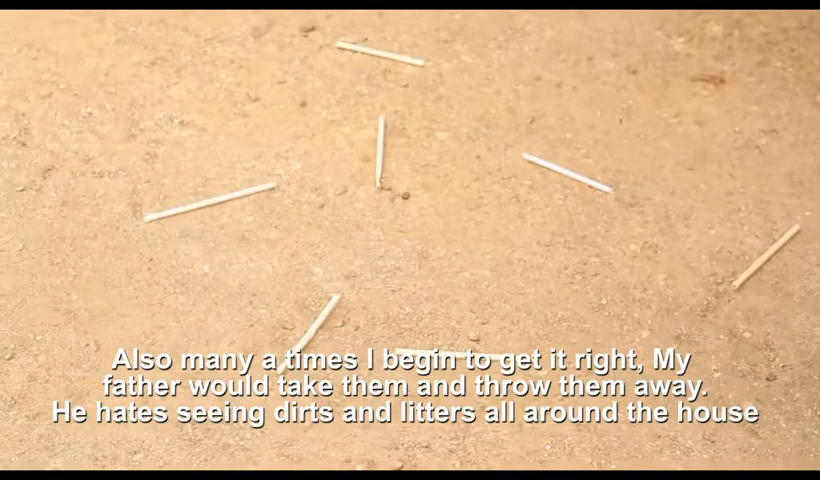 Also many a times I begin to get it right, My
father would take them and throw them away.
He hates seeing dirts and litters all around the house